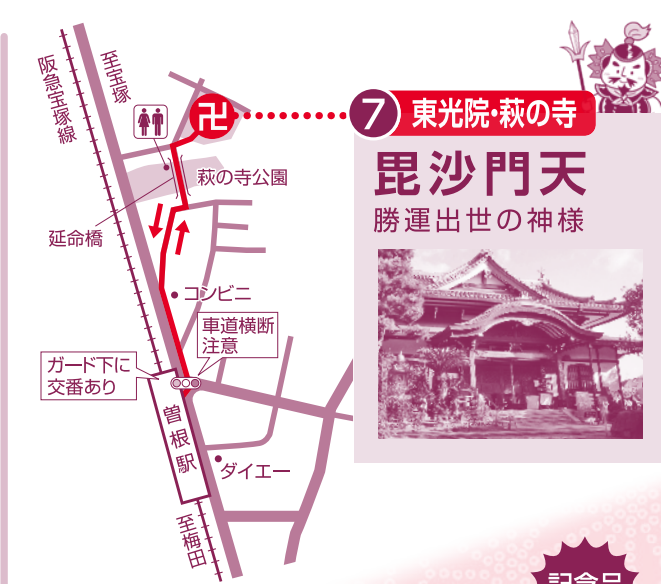 至宝塚
阪急宝塚線
卍
7 東光院・萩の寺
毘沙門天
勝運出世の神様
萩の寺公園
延命橋
コンビニ
車道横断
注意
ガード下に
交番あり
曽根駅
ダイエー
至梅田
記念品